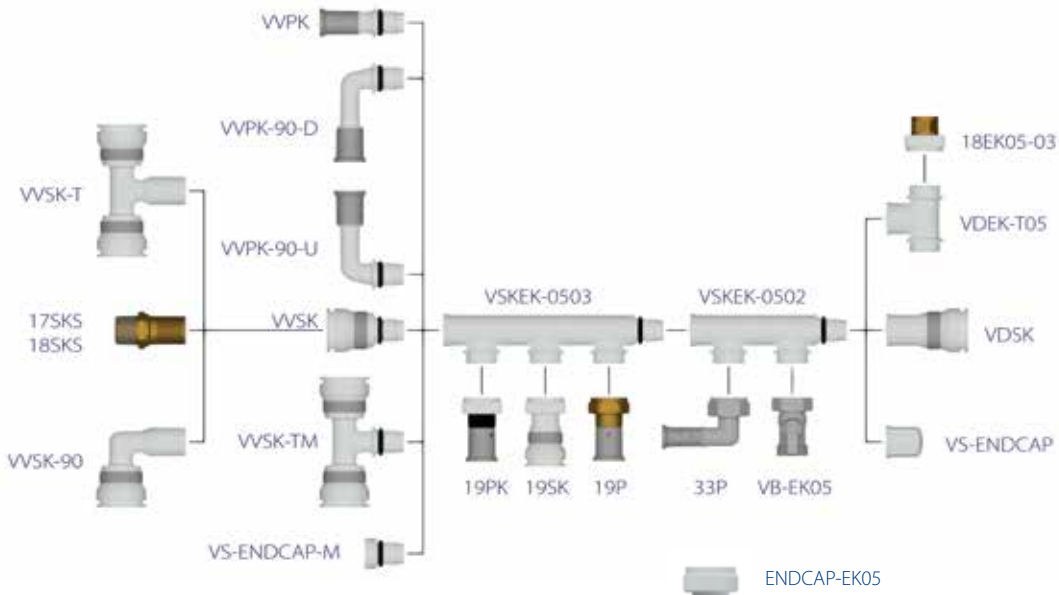 VVPK
VVPK-90-D
18EK05-03
VVSK-T
VDEK-T05
VVPK-90-U
VSKEK-0503
VSKEK-0502
17SKS
18SKS
VVSK
VDSK
VVSK-90
VVSK-TM
VS-ENDCAP
19PK
19SK
19P
33P
VB-EK05
VS-ENDCAP-M
ENDCAP-EK05